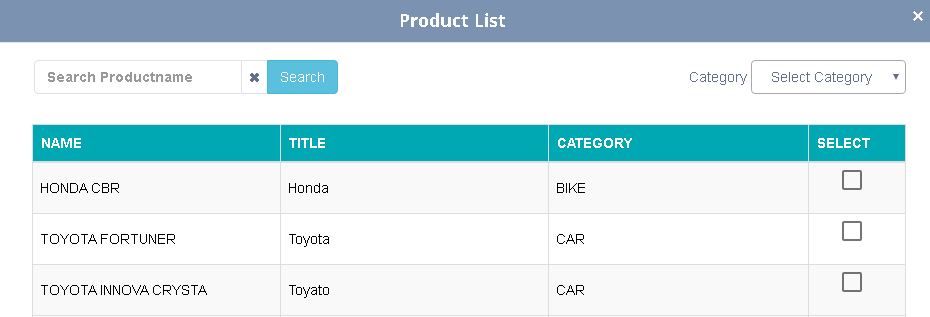 Product List ×
Search Productname ✖ Search Category Select Category ▾
NAME TITLE CATEGORY SELECT
HONDA CBR Honda BIKE
TOYOTA FORTUNER Toyota CAR
TOYOTA INNOVA CRYSTA Toyato CAR